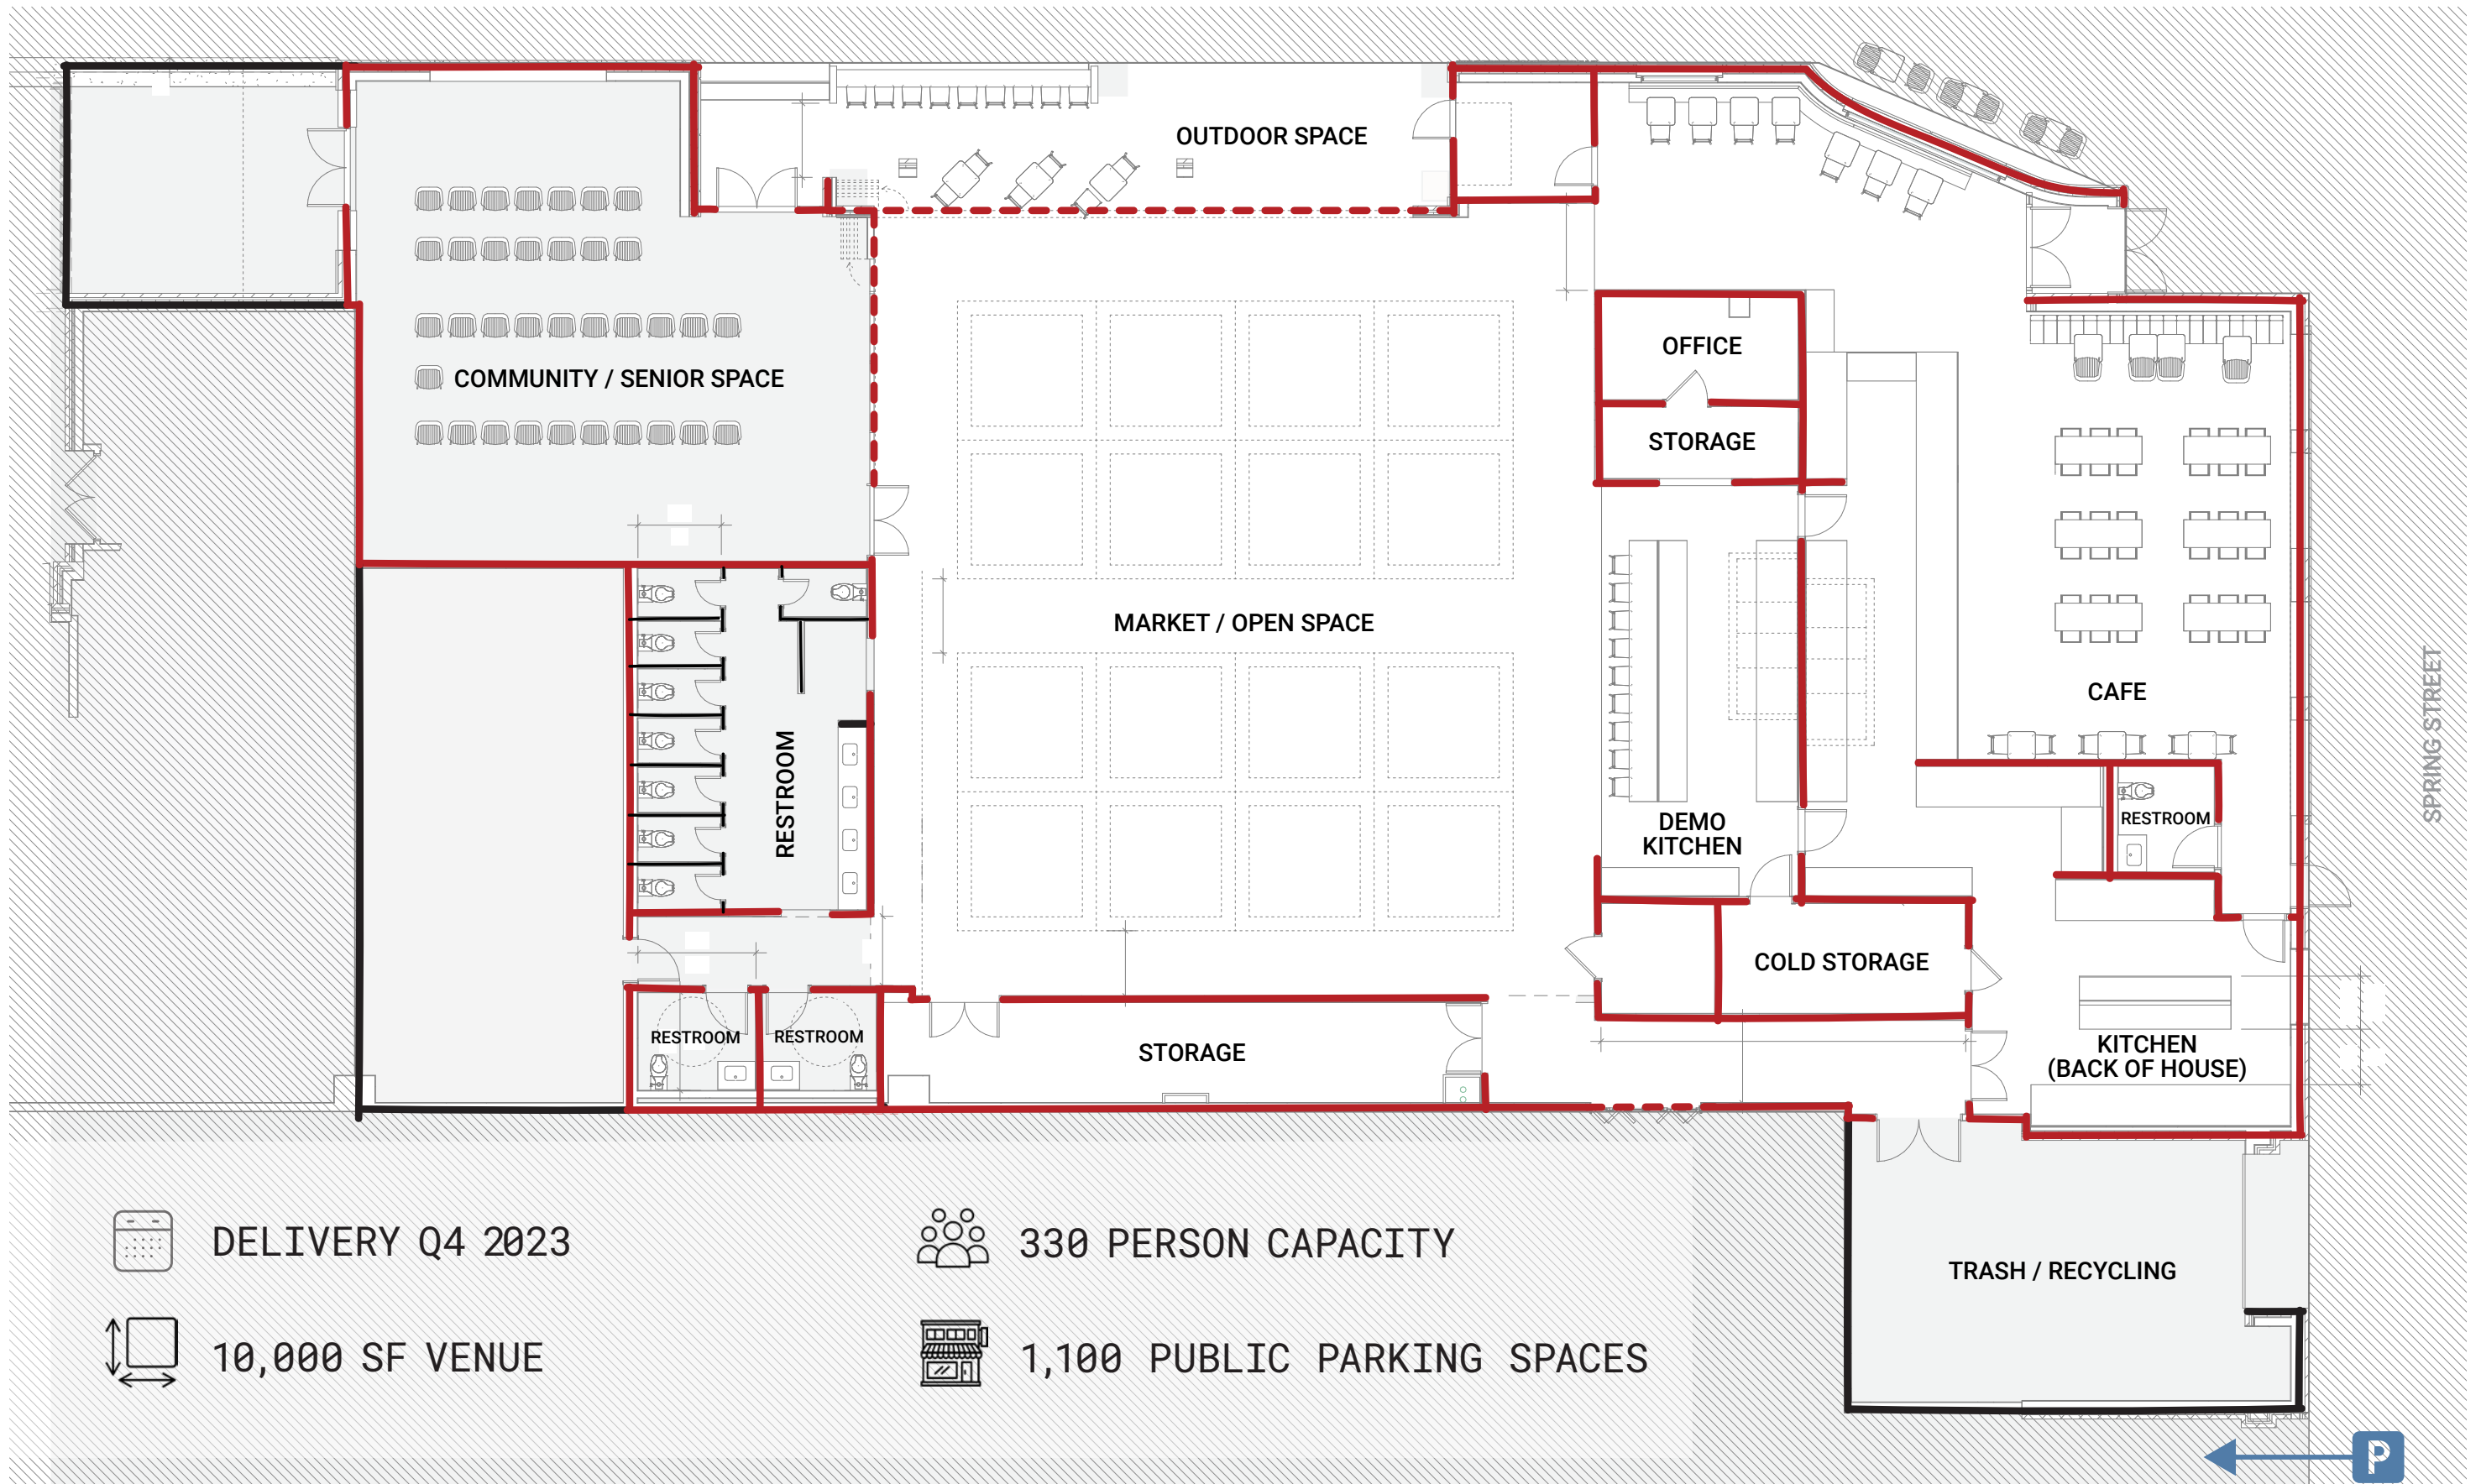 OUTDOOR SPACE
OFFICE
COMMUNITY / SENIOR SPACE
STORAGE
MARKET / OPEN SPACE
CAFE
SPRING STREET
RESTROOM
DEMO
KITCHEN
RESTROOM
COLD STORAGE
RESTROOM
RESTROOM
STORAGE
KITCHEN
(BACK OF HOUSE)
DELIVERY Q4 2023
330 PERSON CAPACITY
TRASH / RECYCLING
10,000 SF VENUE
1,100 PUBLIC PARKING SPACES
P